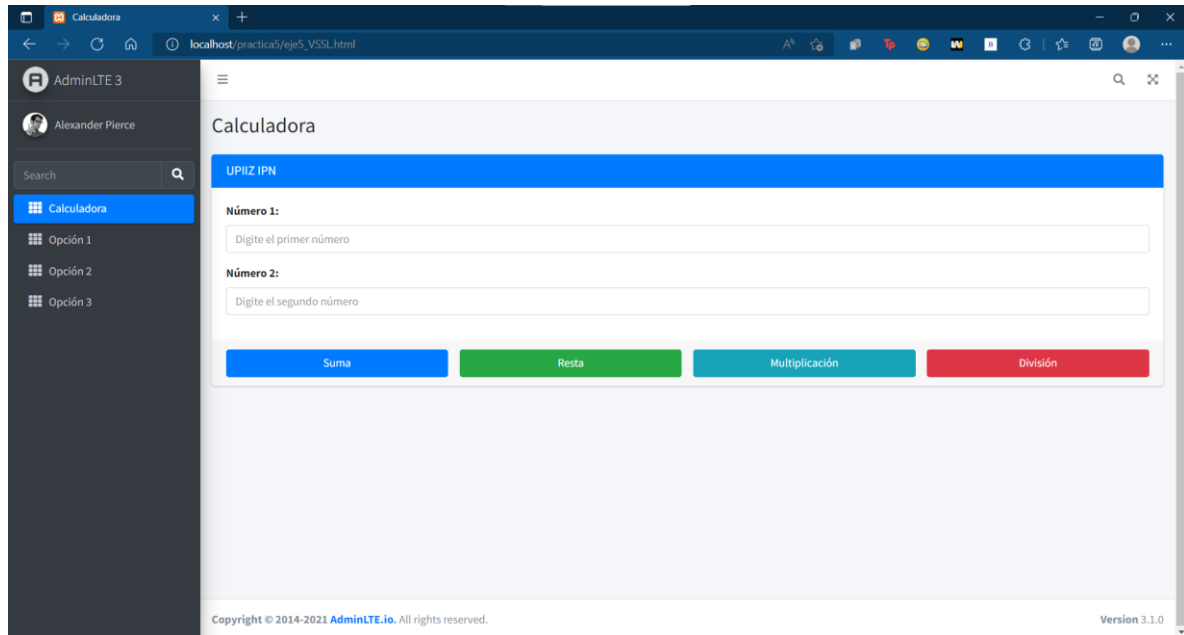 Calculadora
localhost/practica5/eje5_VSSL.html
AdminLTE 3
Alexander Pierce
Search
Calculadora
Opción 1
Opción 2
Opción 3
Calculadora
UPIIZ IPN
Número 1:
Digite el primer número
Número 2:
Digite el segundo número
Suma Resta Multiplicación División
Copyright © 2014-2021 AdminLTE.io. All rights reserved.
Version 3.1.0